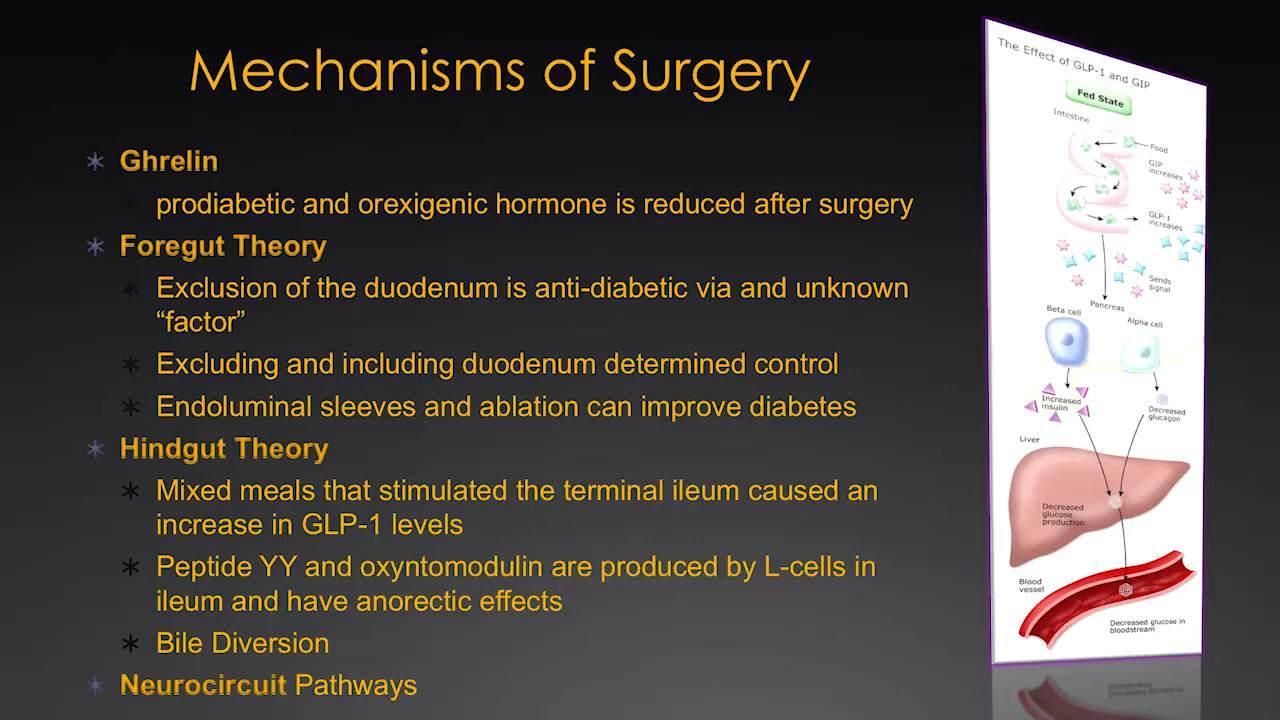 Mechanisms of Surgery
Ghrelin
prodiabetic and orexigenic hormone is reduced after surgery
Foregut Theory
Exclusion of the duodenum is anti-diabetic via and unknown
“factor”
Excluding and including duodenum determined control
Endoluminal sleeves and ablation can improve diabetes
Hindgut Theory
Mixed meals that stimulated the terminal ileum caused an
increase in GLP-1 levels
Peptide YY and oxyntomodulin are produced by L-cells in
ileum and have anorectic effects
Bile Diversion
Neurocircuit Pathways
The Effect of GLP-1 and GIP
Fed State
Intestine
Food
GIP
increases
GLP-1
increases
Sends
signal
Pancreas
Beta cell
Alpha cell
Increased
insulin
Decreased
glucagon
Liver
Decreased
glucose
production
Blood
vessel
Decreased glucose in
bloodstream